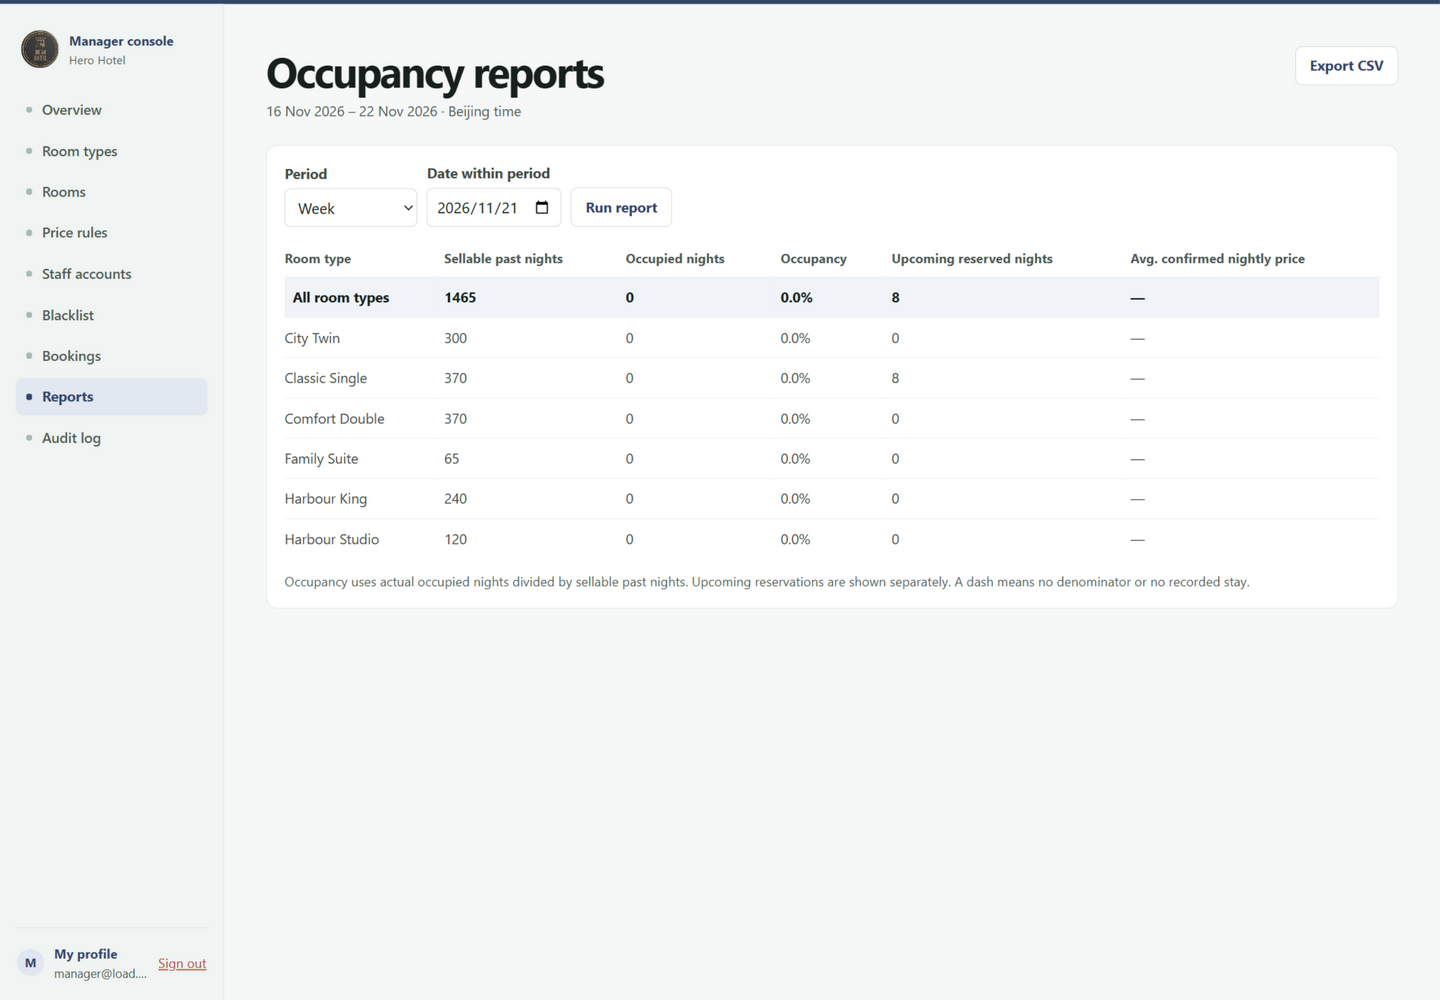 Manager console
Hero Hotel
Overview
Room types
Rooms
Price rules
Staff accounts
Blacklist
Bookings
Reports
Audit log
M
My profile
manager@load....
Sign out
Occupancy reports
16 Nov 2026 – 22 Nov 2026 · Beijing time
Export CSV
Period
Date within period
Week
2026/11/21
Run report
Room type Sellable past nights Occupied nights Occupancy Upcoming reserved nights Avg. confirmed nightly price
All room types 1465 0 0.0% 8 —
City Twin 300 0 0.0% 0 —
Classic Single 370 0 0.0% 8 —
Comfort Double 370 0 0.0% 0 —
Family Suite 65 0 0.0% 0 —
Harbour King 240 0 0.0% 0 —
Harbour Studio 120 0 0.0% 0 —
Occupancy uses actual occupied nights divided by sellable past nights. Upcoming reservations are shown separately. A dash means no denominator or no recorded stay.